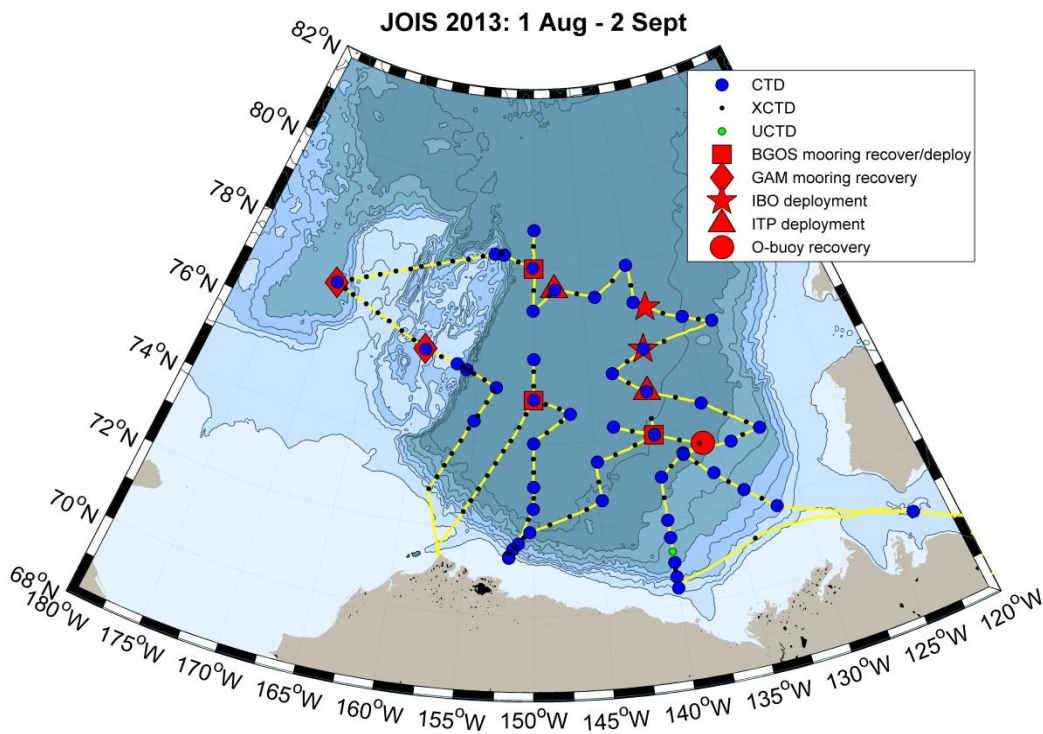 JOIS 2013: 1 Aug - 2 Sept
CTD
XCTD
UCTD
BGOS mooring recover/deploy
GAM mooring recovery
IBO deployment
ITP deployment
O-buoy recovery
82°N
80°N
78°N
76°N
74°N
72°N
70°N
68°N
180°W
175°W
170°W
165°W
160°W
155°W
150°W
145°W
140°W
135°W
130°W
125°W
120°W